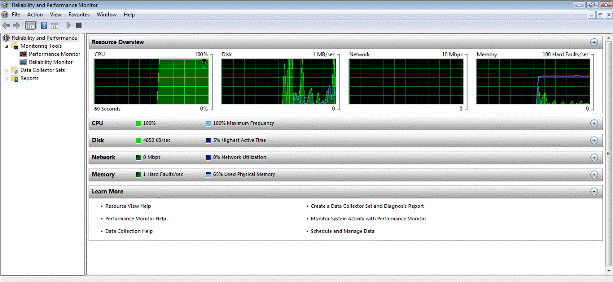 Reliability and Performance Monitor
File Action View Favorites Window Help
Reliability and Performance
Monitoring Tools
Performance Monitor
Reliability Monitor
Data Collector Sets
Reports
Resource Overview
CPU 100% Disk 1 MB/sec Network 10 Mbps Memory 100 Hard Faults/sec
60 Seconds 0% 0 0 0
CPU 100% 100% Maximum Frequency
Disk 4852 KB/sec 5% Highest Active Time
Network 0 Mbps 0% Network Utilization
Memory 1 Hard Faults/sec 65% Used Physical Memory
Learn More
Resource View Help Create a Data Collector Set and Diagnosis Report
Performance Monitor Help Monitor System Activity with Performance Monitor
Data Collection Help Schedule and Manage Data